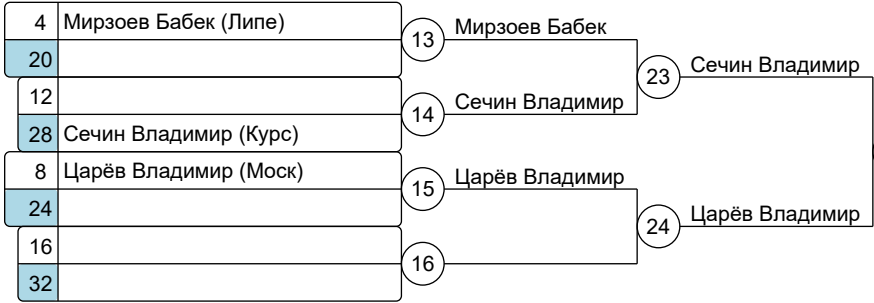 4 Мирзоев Бабек (Липе)
20
13 Мирзоев Бабек
12
28 Сечин Владимир (Курс)
14 Сечин Владимир
23 Сечин Владимир
8 Царёв Владимир (Моск)
24
15 Царёв Владимир
16
32
16
24 Царёв Владимир